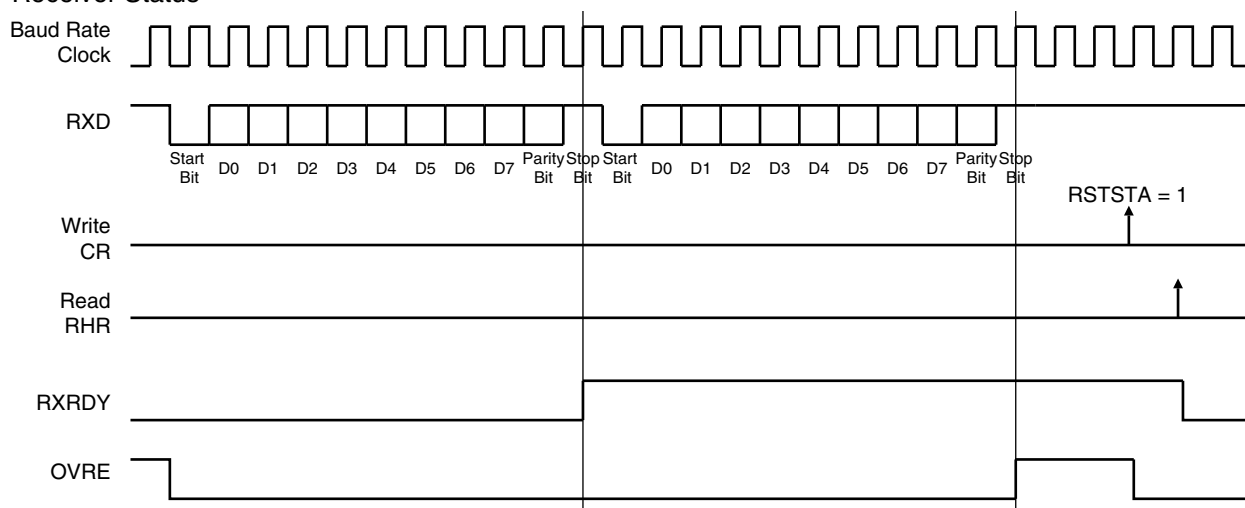 Receiver Status
Baud Rate
Clock
RXD
Start
Bit
D0
D1
D2
D3
D4
D5
D6
D7
Parity
Bit
Stop
Bit
Start
Bit
D0
D1
D2
D3
D4
D5
D6
D7
Parity
Bit
Stop
Bit
RSTSTA = 1
Write
CR
Read
RHR
RXRDY
OVRE